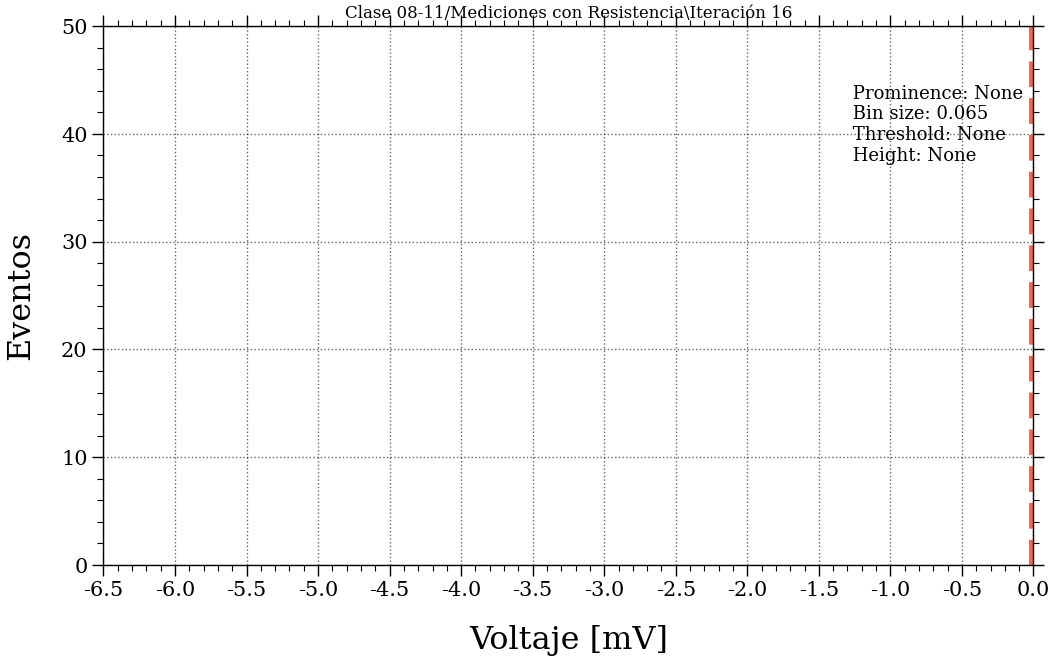 Clase 08-11/Mediciones con Resistencia\Iteración 16
50
40
30
20
10
0
Eventos
Prominence: None
Bin size: 0.065
Threshold: None
Height: None
-6.5 -6.0 -5.5 -5.0 -4.5 -4.0 -3.5 -3.0 -2.5 -2.0 -1.5 -1.0 -0.5 0.0
Voltaje [mV]